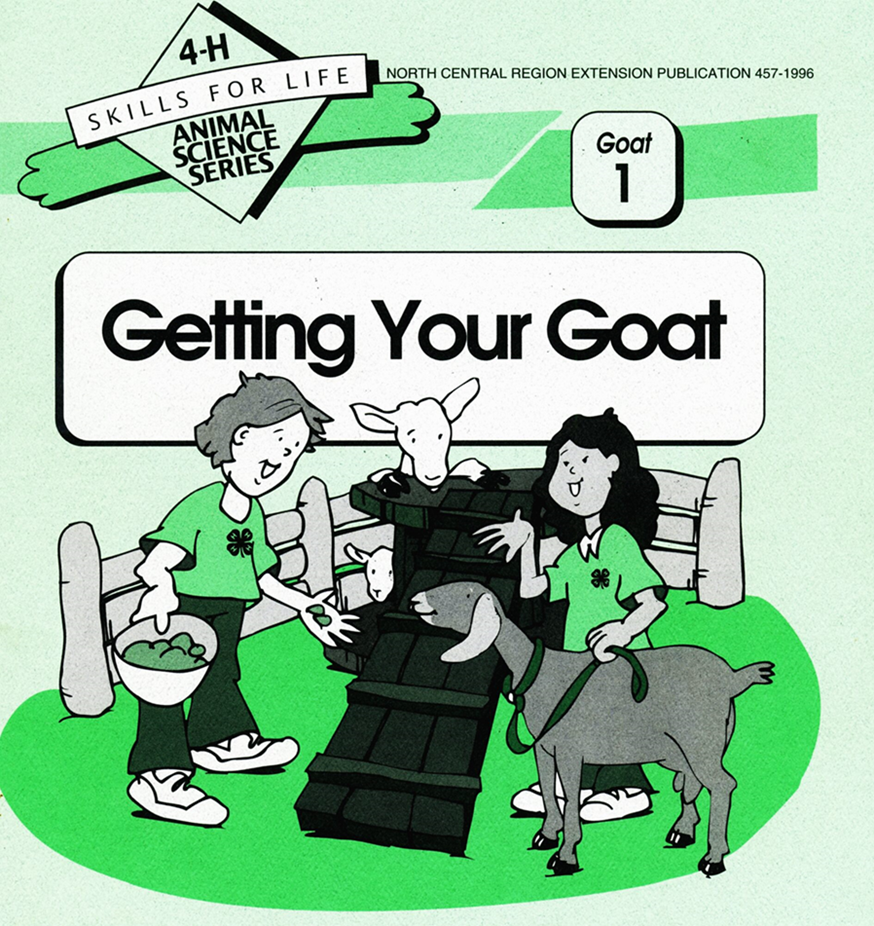 4-H
SKILLS FOR LIFE
ANIMAL
SCIENCE
SERIES
NORTH CENTRAL REGION EXTENSION PUBLICATION 457-1996
Goat
1
Getting Your Goat